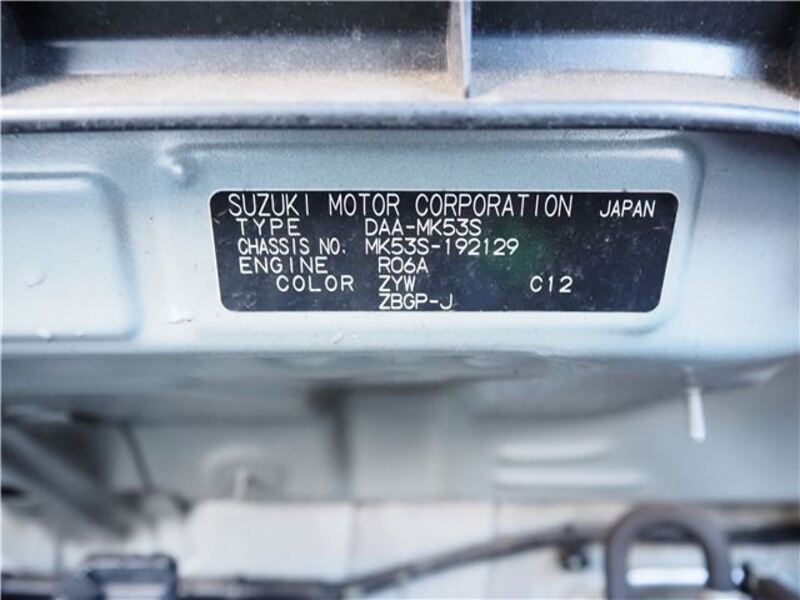 SUZUKI MOTOR CORPORATION JAPAN
TYPE DAA-MK53S
CHASSIS NO. MK53S-192129
ENGINE R06A
COLOR ZYW C12
ZBGP-J